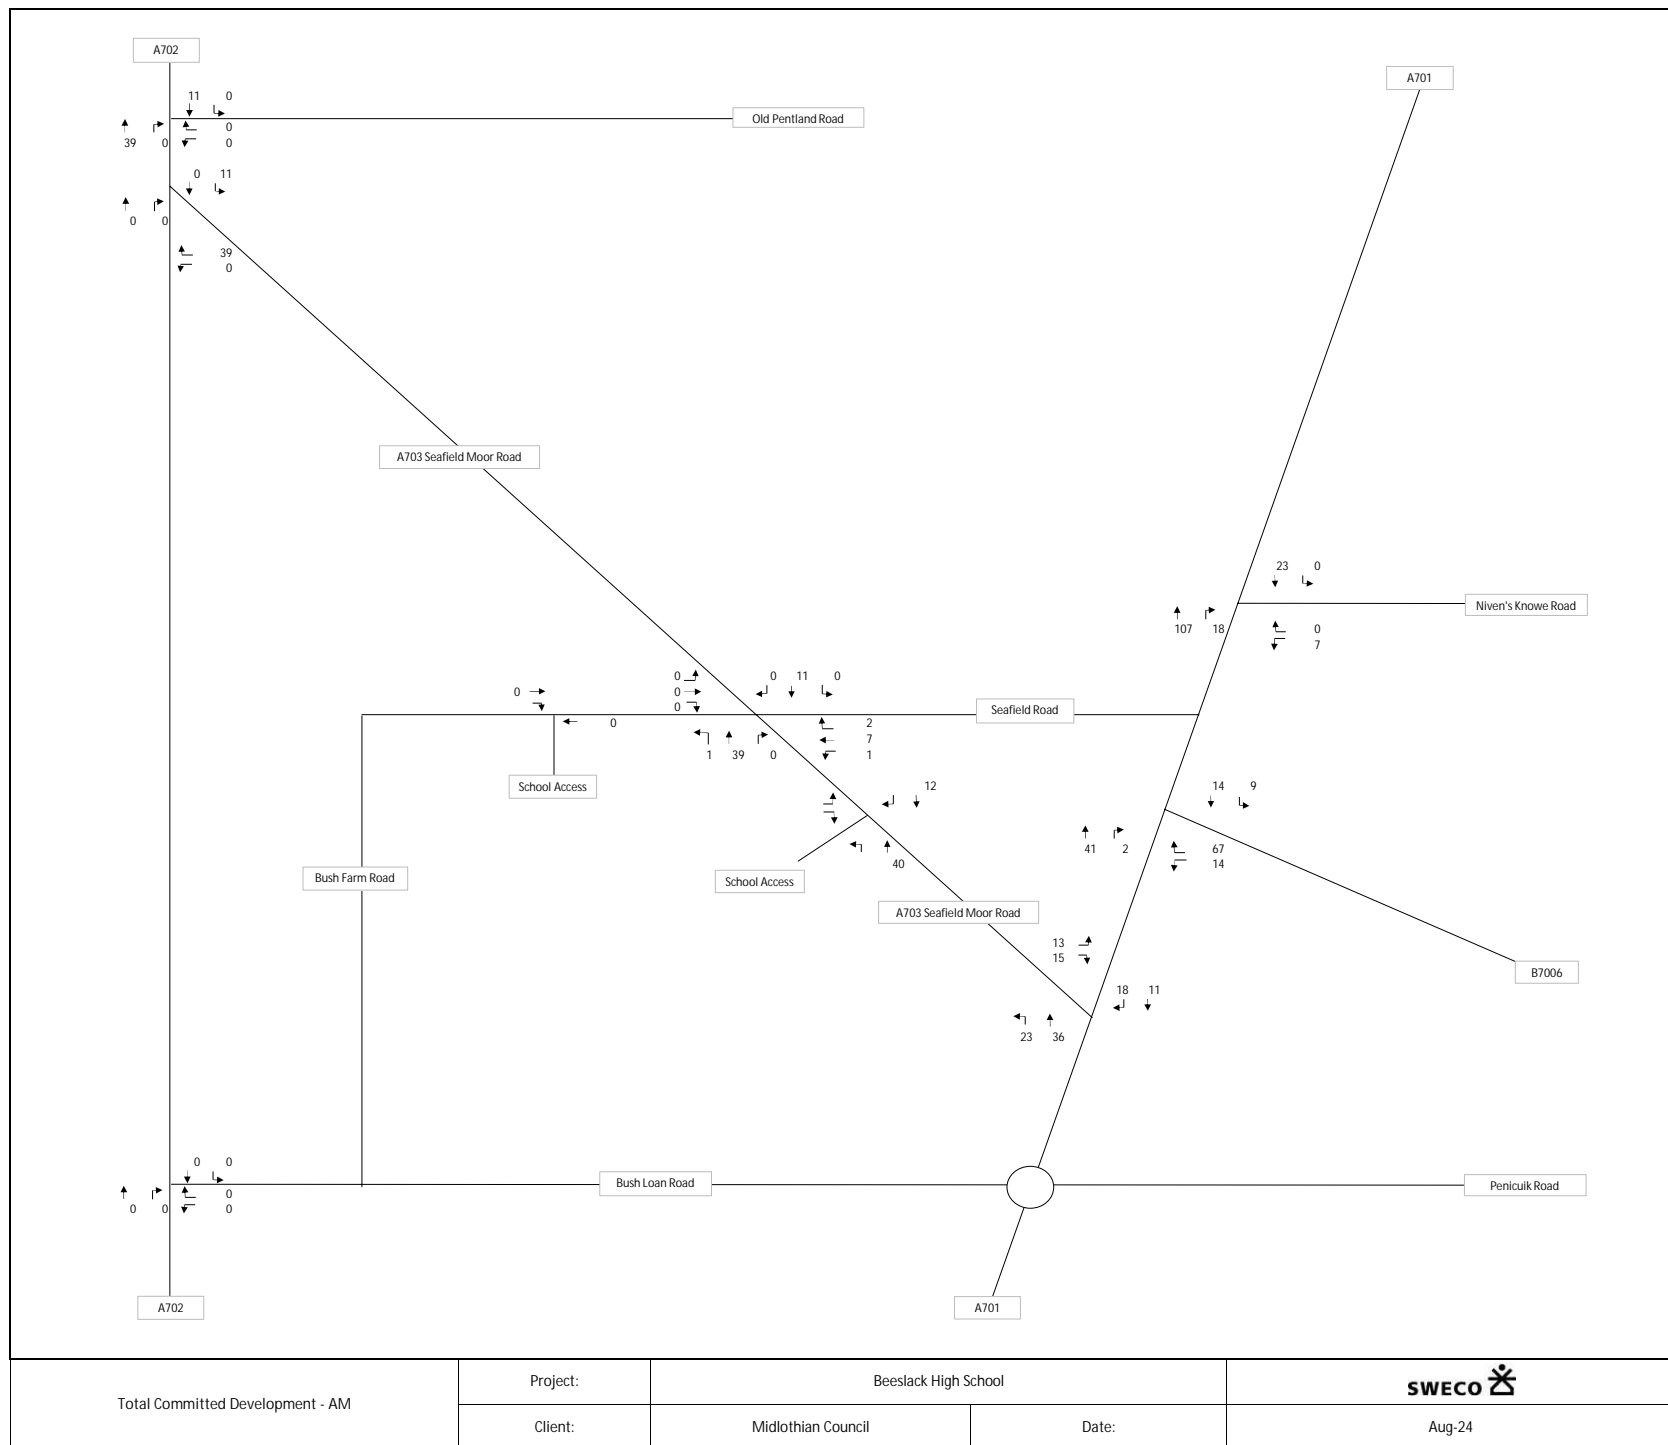 A702
A701
11 0
Old Pentland Road
0
39 0 0
0 11
0 0
39
0
A703 Seafield Moor Road
23 0
Niven's Knowe Road
107 18 0
7
0 0 11 0
0 0
0
Seafield Road
0 2
7
1 39 0 1
School Access
12 14 9
41 2 67
40 14
Bush Farm Road
School Access
A703 Seafield Moor Road
13
15
B7006
18 11
23 36
0 0
Bush Loan Road
Penicuik Road
0
0 0 0
A702
A701
Total Committed Development - AM
Project:
Beeslack High School
SWECO
Client:
Midlothian Council
Date:
Aug-24